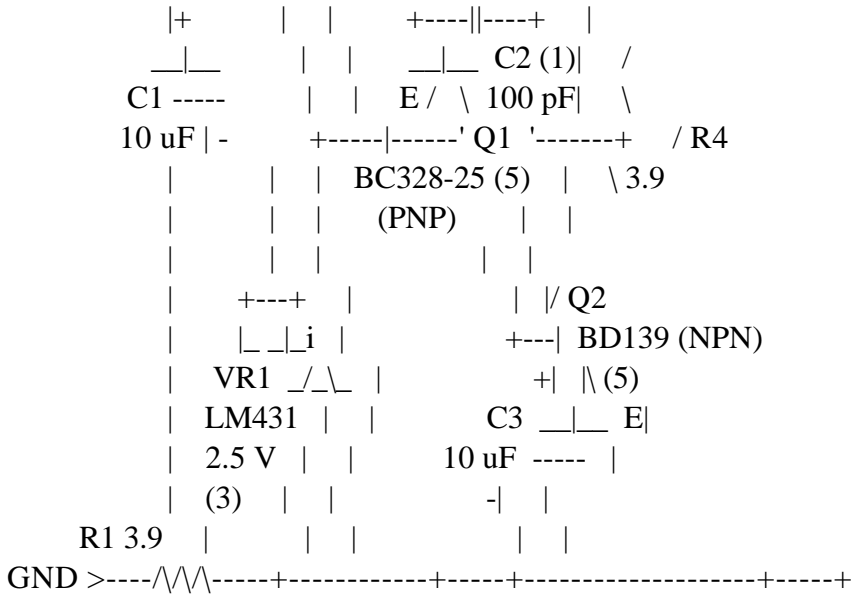 |+ | | +----||----+ |
__|__ | | __|__ C2 (1)| /
C1 ----- | | E / \ 100 pF| \
10 uF | - +-----|------' Q1 '-------+ / R4
| | | BC328-25 (5) | \ 3.9
| | | (PNP) | |
| | | | |
| +---+ | | |/ Q2
| |_ _|_i | +---| BD139 (NPN)
| VR1 _/_\_ | +| |\ (5)
| LM431 | | C3 __|__ E|
| 2.5 V | | 10 uF ----- |
| (3) | | -| |
R1 3.9 | | | | |
GND >----/\/\/\-----+-----------+-----+-------------------+-----+